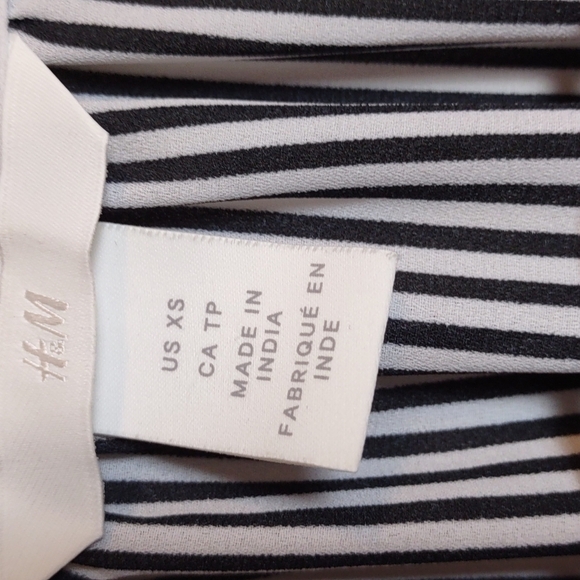 H&M
US XS
CA TP
MADE IN
INDIA
FABRIQUÉ EN
INDE